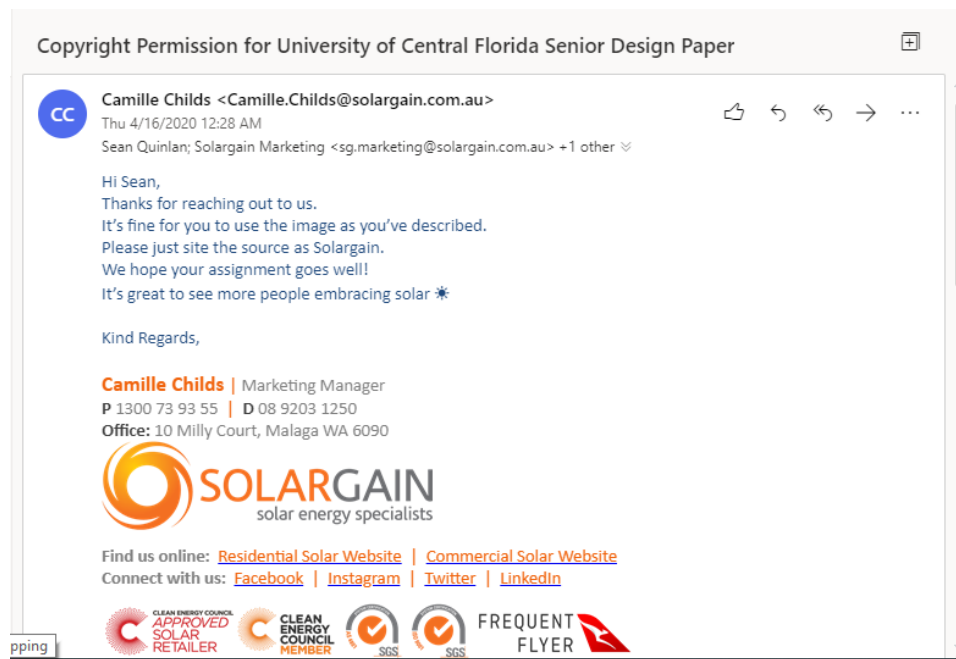 Copyright Permission for University of Central Florida Senior Design Paper
CC
Camille Childs <Camille.Childs@solargain.com.au>
Thu 4/16/2020 12:28 AM
Sean Quinlan; Solargain Marketing <sg.marketing@solargain.com.au> +1 other
Hi Sean,
Thanks for reaching out to us.
It's fine for you to use the image as you've described.
Please just site the source as Solargain.
We hope your assignment goes well!
It's great to see more people embracing solar ☀
Kind Regards,
Camille Childs | Marketing Manager
P 1300 73 93 55 | D 08 9203 1250
Office: 10 Milly Court, Malaga WA 6090
SOLARGAIN
solar energy specialists
Find us online: Residential Solar Website | Commercial Solar Website
Connect with us: Facebook | Instagram | Twitter | LinkedIn
CLEAN ENERGY COUNCIL
APPROVED
SOLAR
RETAILER
CLEAN
ENERGY
COUNCIL
MEMBER
SGS
SGS
FREQUENT
FLYER
pping